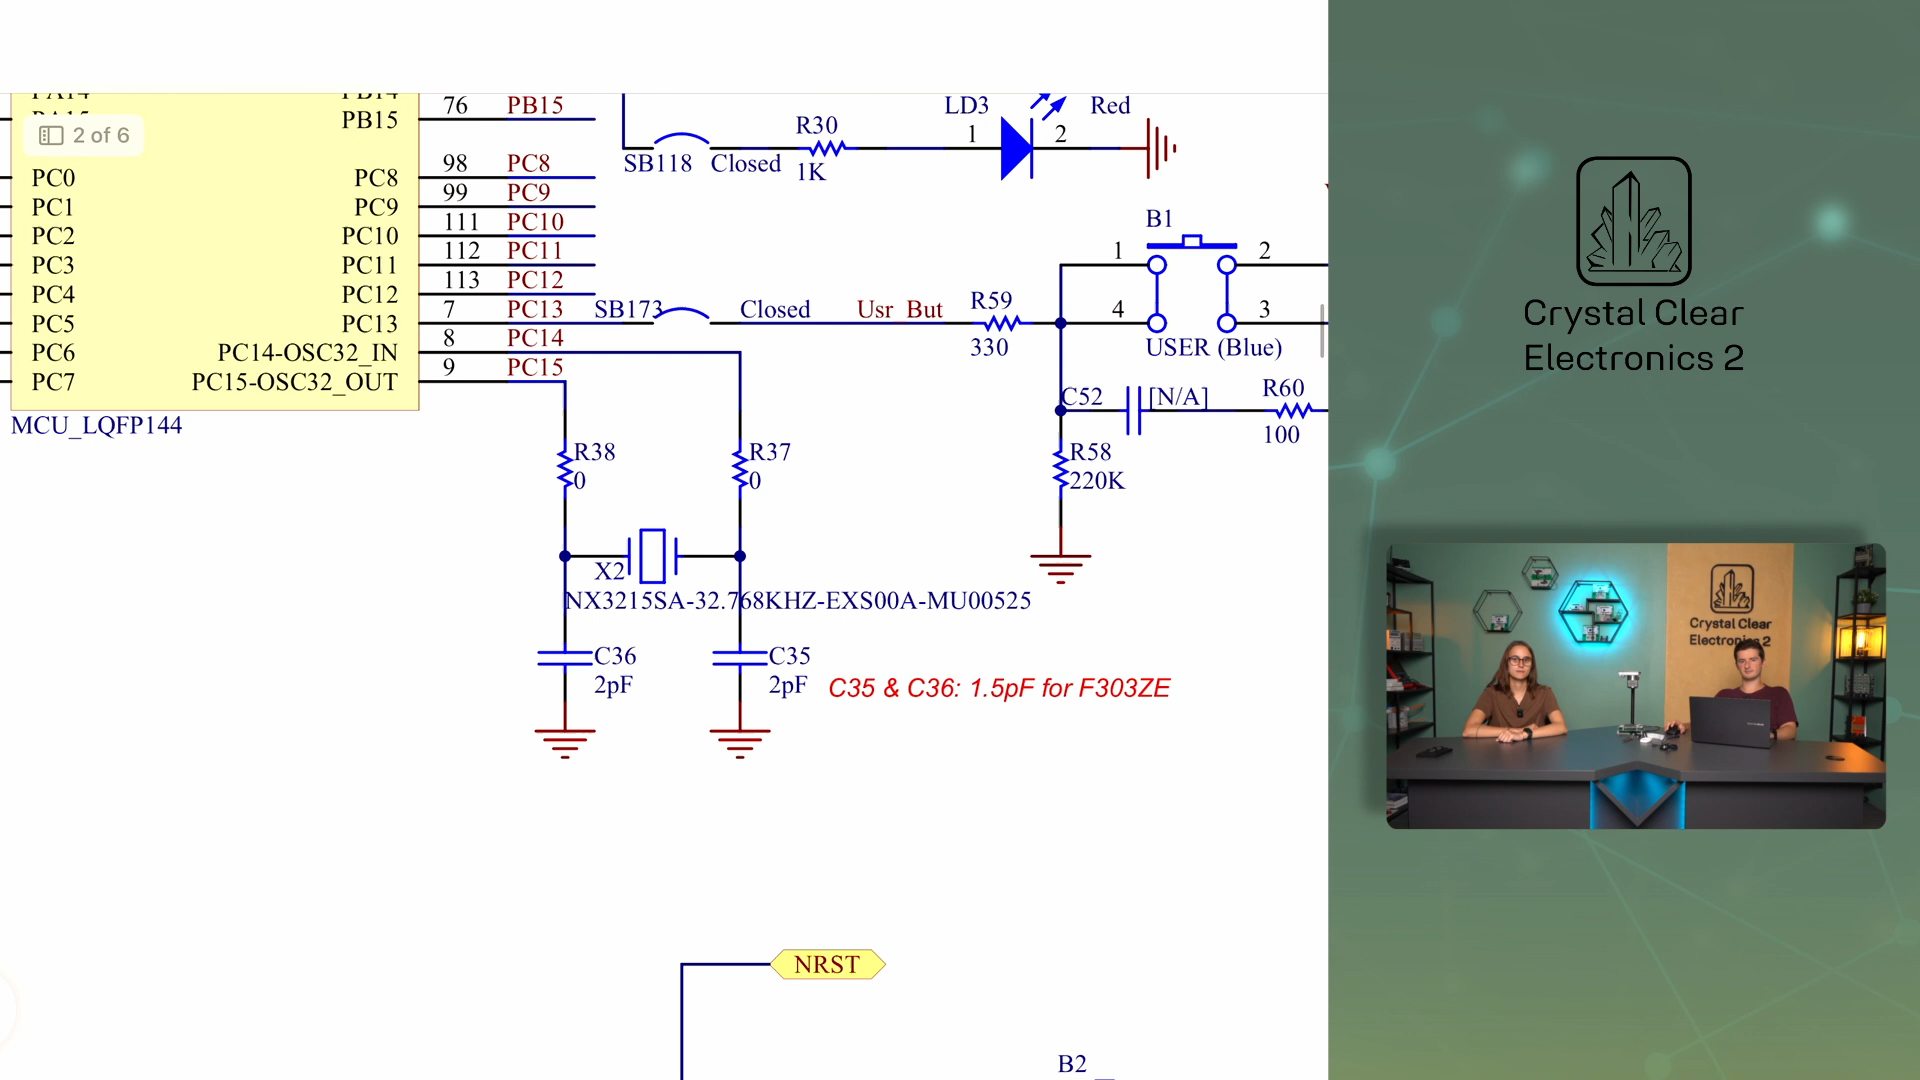 PB15
76 PB15
2 of 6
PC0
PC1
PC2
PC3
PC4
PC5
PC6
PC7
PC8
PC9
PC10
PC11
PC12
PC13
PC14-OSC32_IN
PC15-OSC32_OUT
98 PC8
99 PC9
111 PC10
112 PC11
113 PC12
7 PC13
8 PC14
9 PC15
MCU_LQFP144
SB118 Closed
R30
1K
LD3
1
2
Red
SB173 Closed
Usr But
R59
330
B1
1
2
4
3
USER (Blue)
C52 [N/A]
R60
100
R58
220K
R38
0
R37
0
X2
NX3215SA-32.768KHZ-EXS00A-MU00525
C36
2pF
C35
2pF
C35 & C36: 1.5pF for F303ZE
NRST
B2
Crystal Clear
Electronics 2
Crystal Clear
Electronics 2